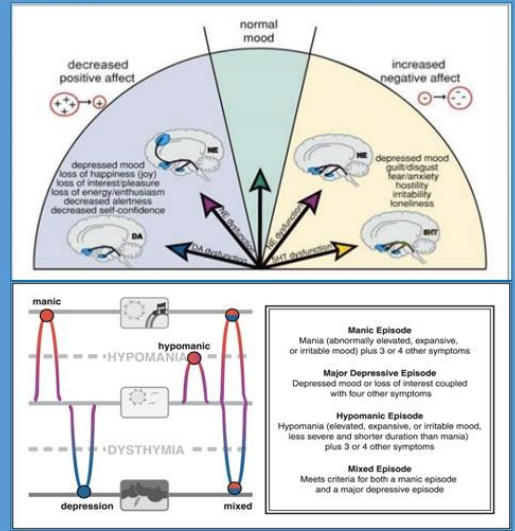 normal
mood
decreased
positive affect
increased
negative affect
NE
NE
depressed mood
loss of happiness (joy)
loss of interest/pleasure
loss of energy/enthusiasm
decreased alertness
decreased self-confidence
depressed mood
guilt/disgust
fear/anxiety
hostility
irritability
loneliness
DA
5HT
DA dysfunction
NE dysfunction
NE dysfunction
5HT dysfunction
manic
HYPOMANIA
hypomanic
DYSTHYMIA
depression
mixed
Manic Episode
Mania (abnormally elevated, expansive,
or irritable mood) plus 3 or 4 other symptoms
Major Depressive Episode
Depressed mood or loss of interest coupled
with four other symptoms
Hypomanic Episode
Hypomania (elevated, expansive, or irritable mood,
less severe and shorter duration than mania)
plus 3 or 4 other symptoms
Mixed Episode
Meets criteria for both a manic episode
and a major depressive episode